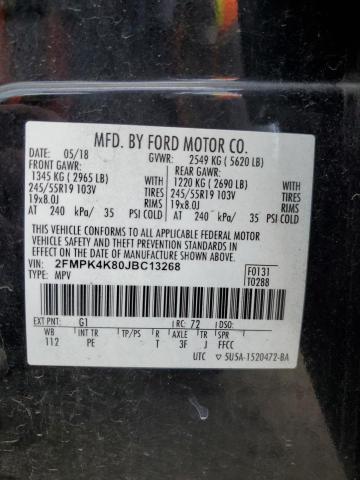 MFD. BY FORD MOTOR CO.
DATE: 05/18 GVWR: 2549 KG ( 5620 LB)
FRONT GAWR: REAR GAWR:
1345 KG ( 2965 LB) 1220 KG ( 2690 LB)
245/55R19 103V TIRES 245/55R19 103V
19x8.0J RIMS 19x8.0J
AT 240 kPa/ 35 PSI COLD AT 240 kPa/ 35 PSI COLD
THIS VEHICLE CONFORMS TO ALL APPLICABLE FEDERAL MOTOR
VEHICLE SAFETY, BUMPER, AND THEFT PREVENTION STANDARDS IN
EFFECT ON THE DATE OF MANUFACTURE SHOWN ABOVE.
VIN: 2FMPK4K80JBC13268 F0131
TYPE: MPV T0288
EXT PNT: G1 RC: 72 DSO:
WB INT TR TP/PS R AXLE TR SPR
112 PE T 3F J FFCC
UTC 5U5A-1520472-BA